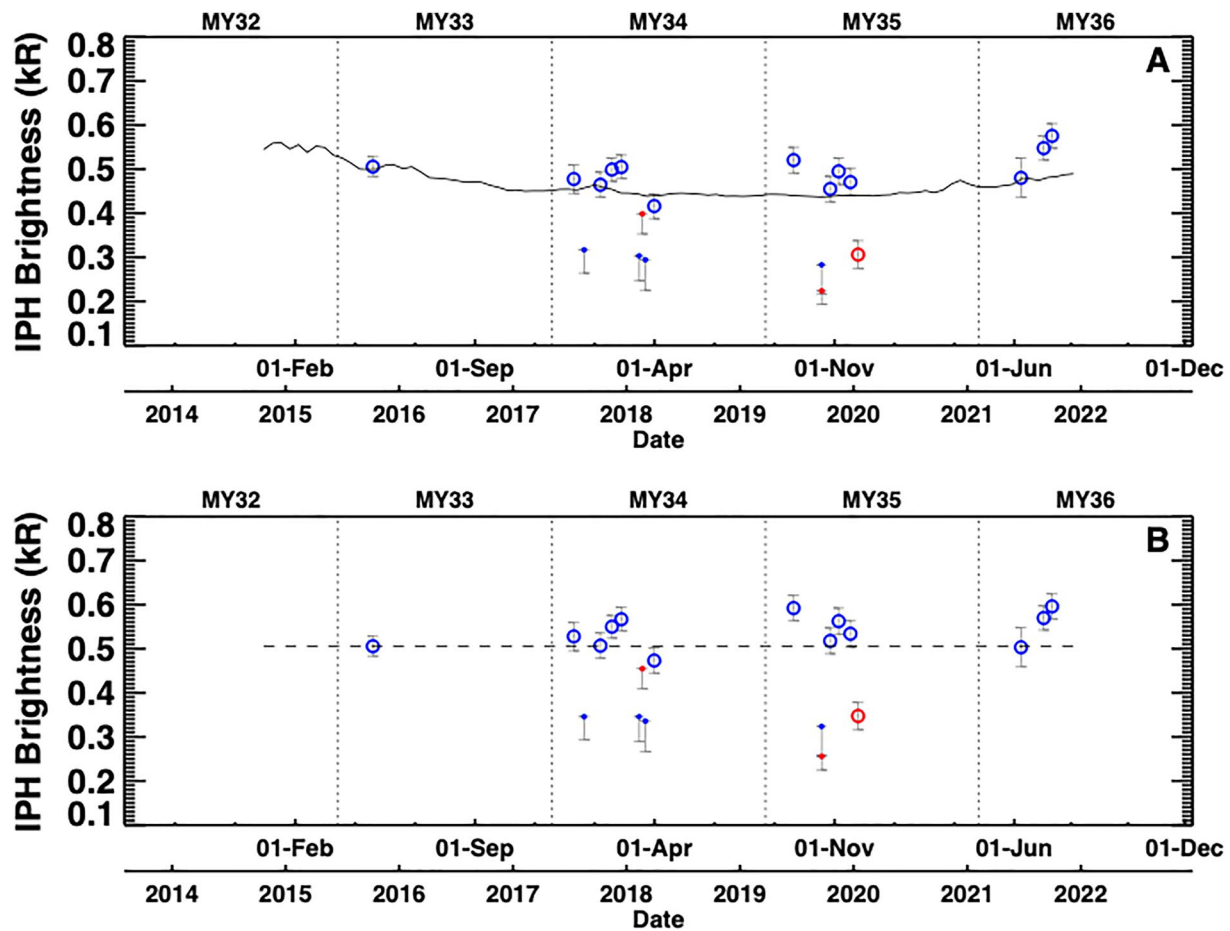 MY32 MY33 MY34 MY35 MY36
A
IPH Brightness (kR)
0.8
0.7
0.6
0.5
0.4
0.3
0.2
0.1
01-Feb 01-Sep 01-Apr 01-Nov 01-Jun 01-Dec
2014 2015 2016 2017 2018 2019 2020 2021 2022
Date
MY32 MY33 MY34 MY35 MY36
B
IPH Brightness (kR)
0.8
0.7
0.6
0.5
0.4
0.3
0.2
0.1
01-Feb 01-Sep 01-Apr 01-Nov 01-Jun 01-Dec
2014 2015 2016 2017 2018 2019 2020 2021 2022
Date